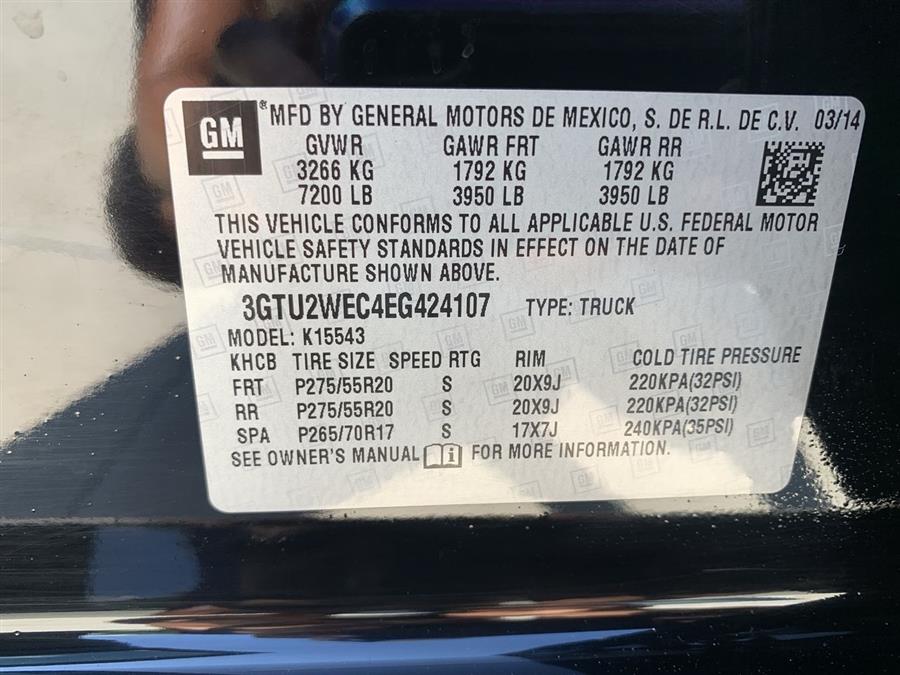 GM ® MFD BY GENERAL MOTORS DE MEXICO, S. DE R.L. DE C.V. 03/14
GVWR GAWR FRT GAWR RR
3266 KG 1792 KG 1792 KG
7200 LB 3950 LB 3950 LB
THIS VEHICLE CONFORMS TO ALL APPLICABLE U.S. FEDERAL MOTOR
VEHICLE SAFETY STANDARDS IN EFFECT ON THE DATE OF
MANUFACTURE SHOWN ABOVE.
3GTU2WEC4EG424107 TYPE: TRUCK
MODEL: K15543
KHCB TIRE SIZE SPEED RTG RIM COLD TIRE PRESSURE
FRT P275/55R20 S 20X9J 220KPA(32PSI)
RR P275/55R20 S 20X9J 220KPA(32PSI)
SPA P265/70R17 S 17X7J 240KPA(35PSI)
SEE OWNER'S MANUAL i FOR MORE INFORMATION.